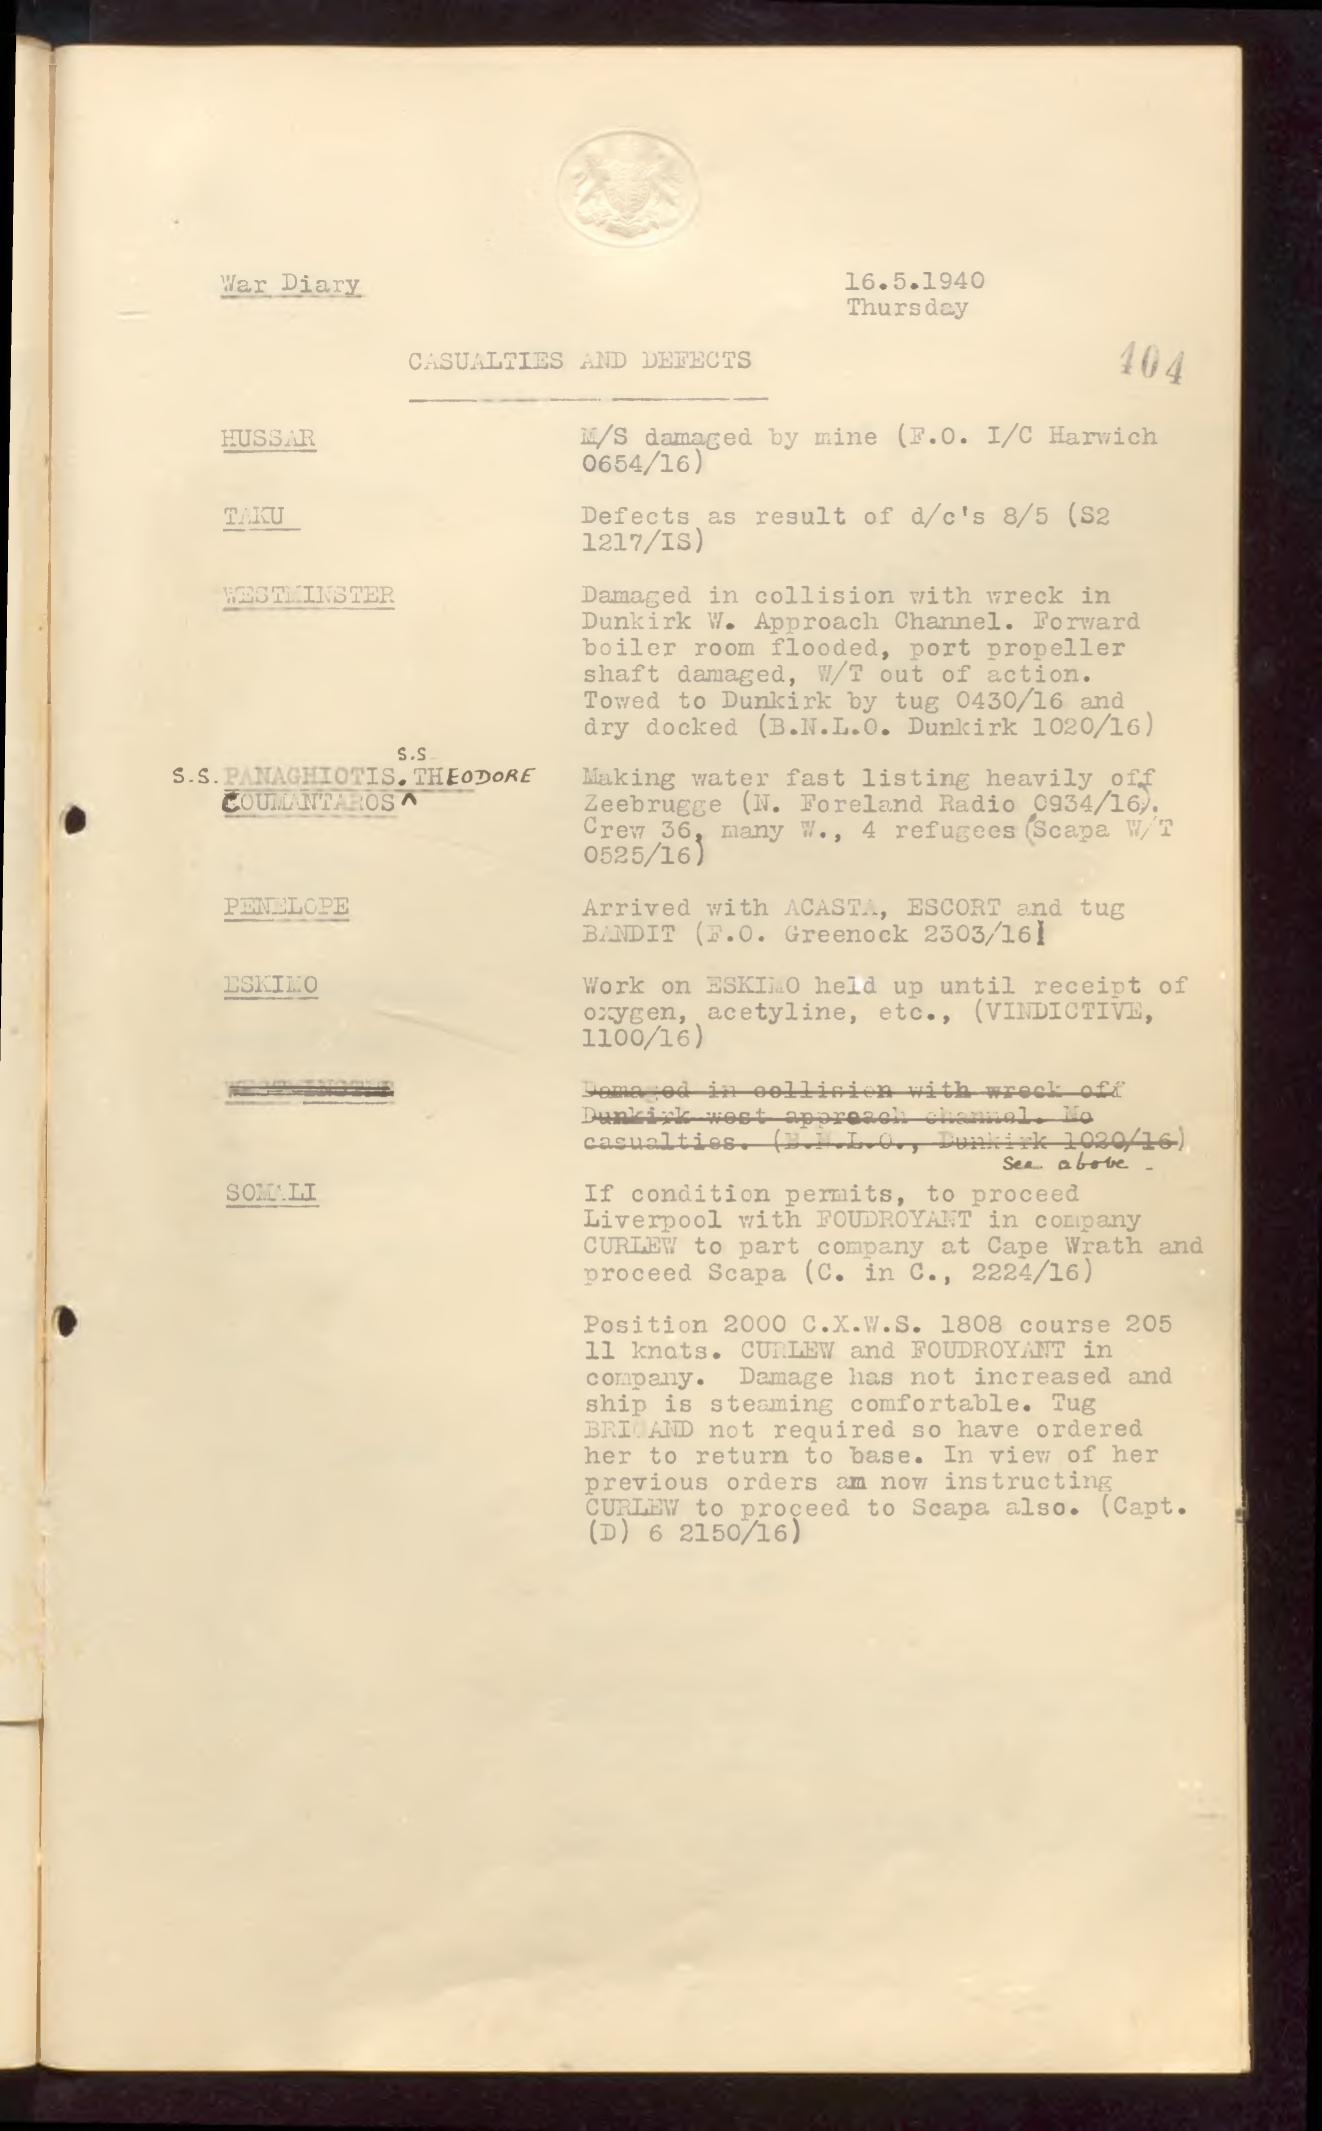 War Diary
16.5.1940
Thursday
CASUALTIES AND DEFECTS
404
HUSSAR
M/S damaged by mine (F.O. I/C Harwich
0654/16)
TAKU
Defects as result of d/c's 8/5 (S2
1217/IS)
WESTMINSTER
Damaged in collision with wreck in
Dunkirk W. Approach Channel. Forward
boiler room flooded, port propeller
shaft damaged, W/T out of action.
Towed to Dunkirk by tug 0430/16 and
dry docked (B.N.L.O. Dunkirk 1020/16)
S.S
S.S. PANAGHIOTIS. THEODORE
COUMANTAROS ^
Making water fast listing heavily off
Zeebrugge (N. Foreland Radio 0934/16).
Crew 36, many W., 4 refugees (Scapa W/T
0525/16)
PENELOPE
Arrived with ACASTA, ESCORT and tug
BANDIT (F.O. Greenock 2303/16)
ESKIMO
Work on ESKIMO held up until receipt of
oxygen, acetyline, etc., (VINDICTIVE,
1100/16)
WESTMINSTER
Damaged in collision with wreck off
Dunkirk west approach channel. No
casualties. (B.N.L.O., Dunkirk 1020/16)
See above -
SOMALI
If condition permits, to proceed
Liverpool with FOUDROYANT in company
CURLEW to part company at Cape Wrath and
proceed Scapa (C. in C., 2224/16)
Position 2000 C.X.W.S. 1808 course 205
11 knots. CURLEW and FOUDROYANT in
company. Damage has not increased and
ship is steaming comfortable. Tug
BRIGAND not required so have ordered
her to return to base. In view of her
previous orders am now instructing
CURLEW to proceed to Scapa also. (Capt.
(D) 6 2150/16)